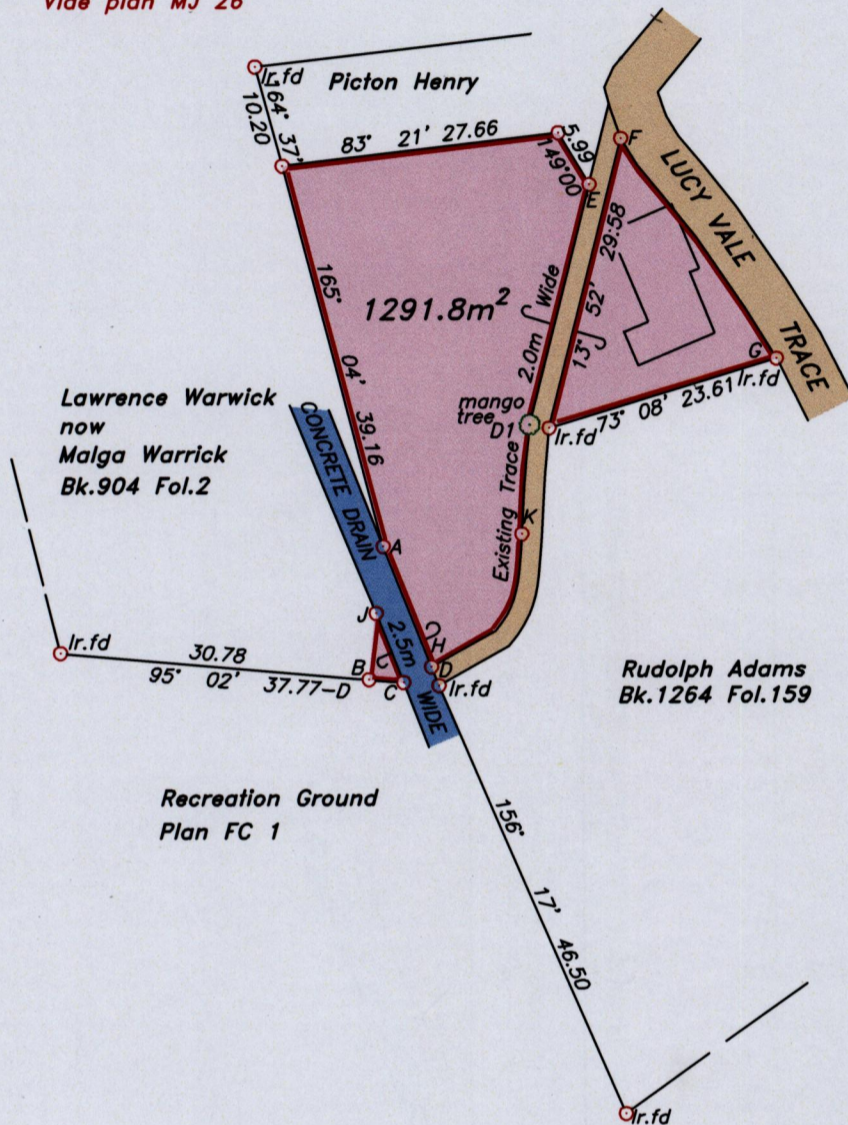 Vide plan MJ 26
Ir.fd
164° 37'
10.20
Picton Henry
83° 21' 27.66
5.99
149°00
E
F
LUCY VALE TRACE
29.58
13° 52'
165° 04' 39.16
1291.8m²
2.0m Wide
G
Ir.fd
mango
tree
D1
Ir.fd
73° 08' 23.61
Lawrence Warwick
now
Malga Warrick
Bk.904 Fol.2
CONCRETE DRAIN
Existing Trace
K
A
J
2.5m WIDE
H
D
Ir.fd
30.78
95° 02' 37.77-D
B
C
Ir.fd
Rudolph Adams
Bk.1264 Fol.159
Recreation Ground
Plan FC 1
156° 17' 46.50
Ir.fd